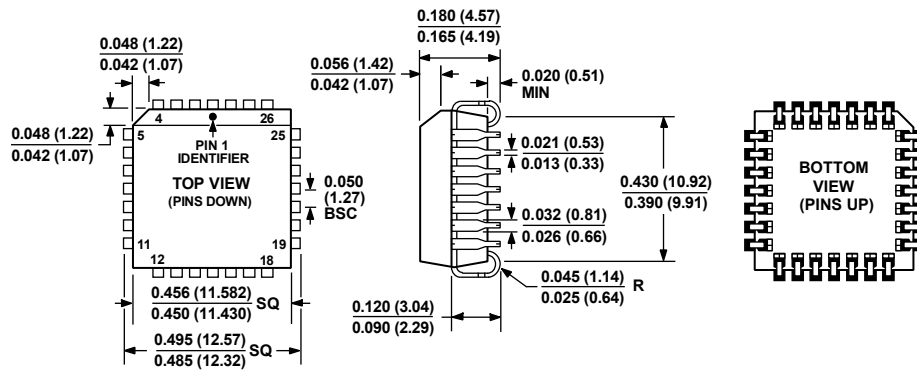 0.048 (1.22)
0.042 (1.07)
0.048 (1.22)
0.042 (1.07)
4
26
5
25
PIN 1
IDENTIFIER
TOP VIEW
(PINS DOWN)
11
19
12
18
0.050
(1.27)
BSC
0.456 (11.582)
0.450 (11.430)
SQ
0.495 (12.57)
0.485 (12.32)
SQ
0.180 (4.57)
0.165 (4.19)
0.056 (1.42)
0.042 (1.07)
0.020 (0.51)
MIN
0.021 (0.53)
0.013 (0.33)
0.032 (0.81)
0.026 (0.66)
0.430 (10.92)
0.390 (9.91)
0.045 (1.14)
0.025 (0.64)
R
0.120 (3.04)
0.090 (2.29)
BOTTOM
VIEW
(PINS UP)